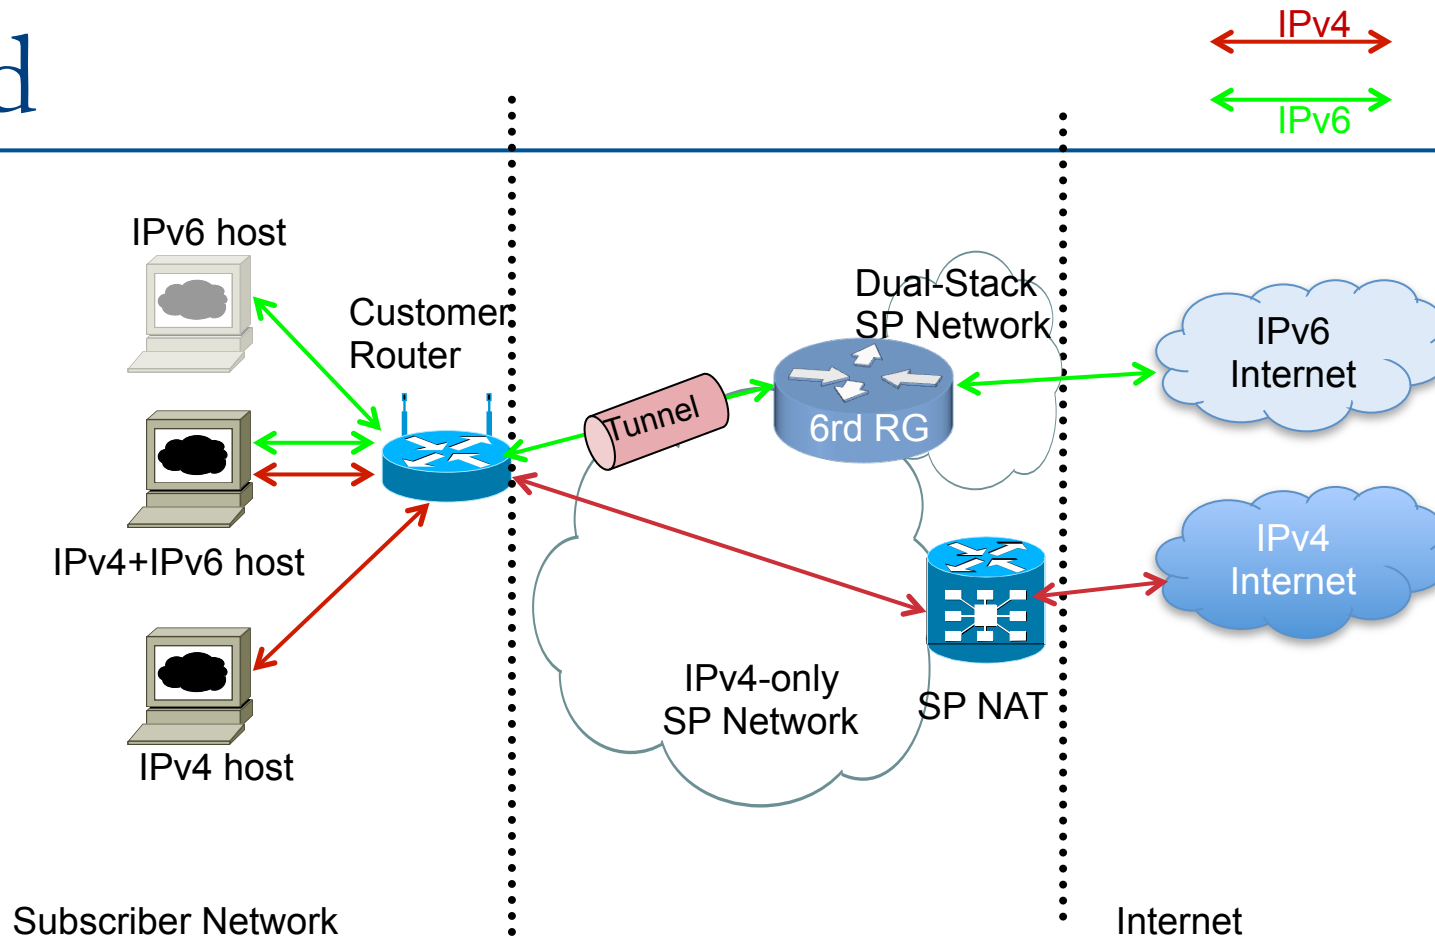 d
IPv4
IPv6
IPv6 host
Customer
Router
Dual-Stack
SP Network
IPv6
Internet
Tunnel
6rd RG
IPv4+IPv6 host
IPv4
Internet
IPv4-only
SP Network
SP NAT
IPv4 host
Subscriber Network
Internet